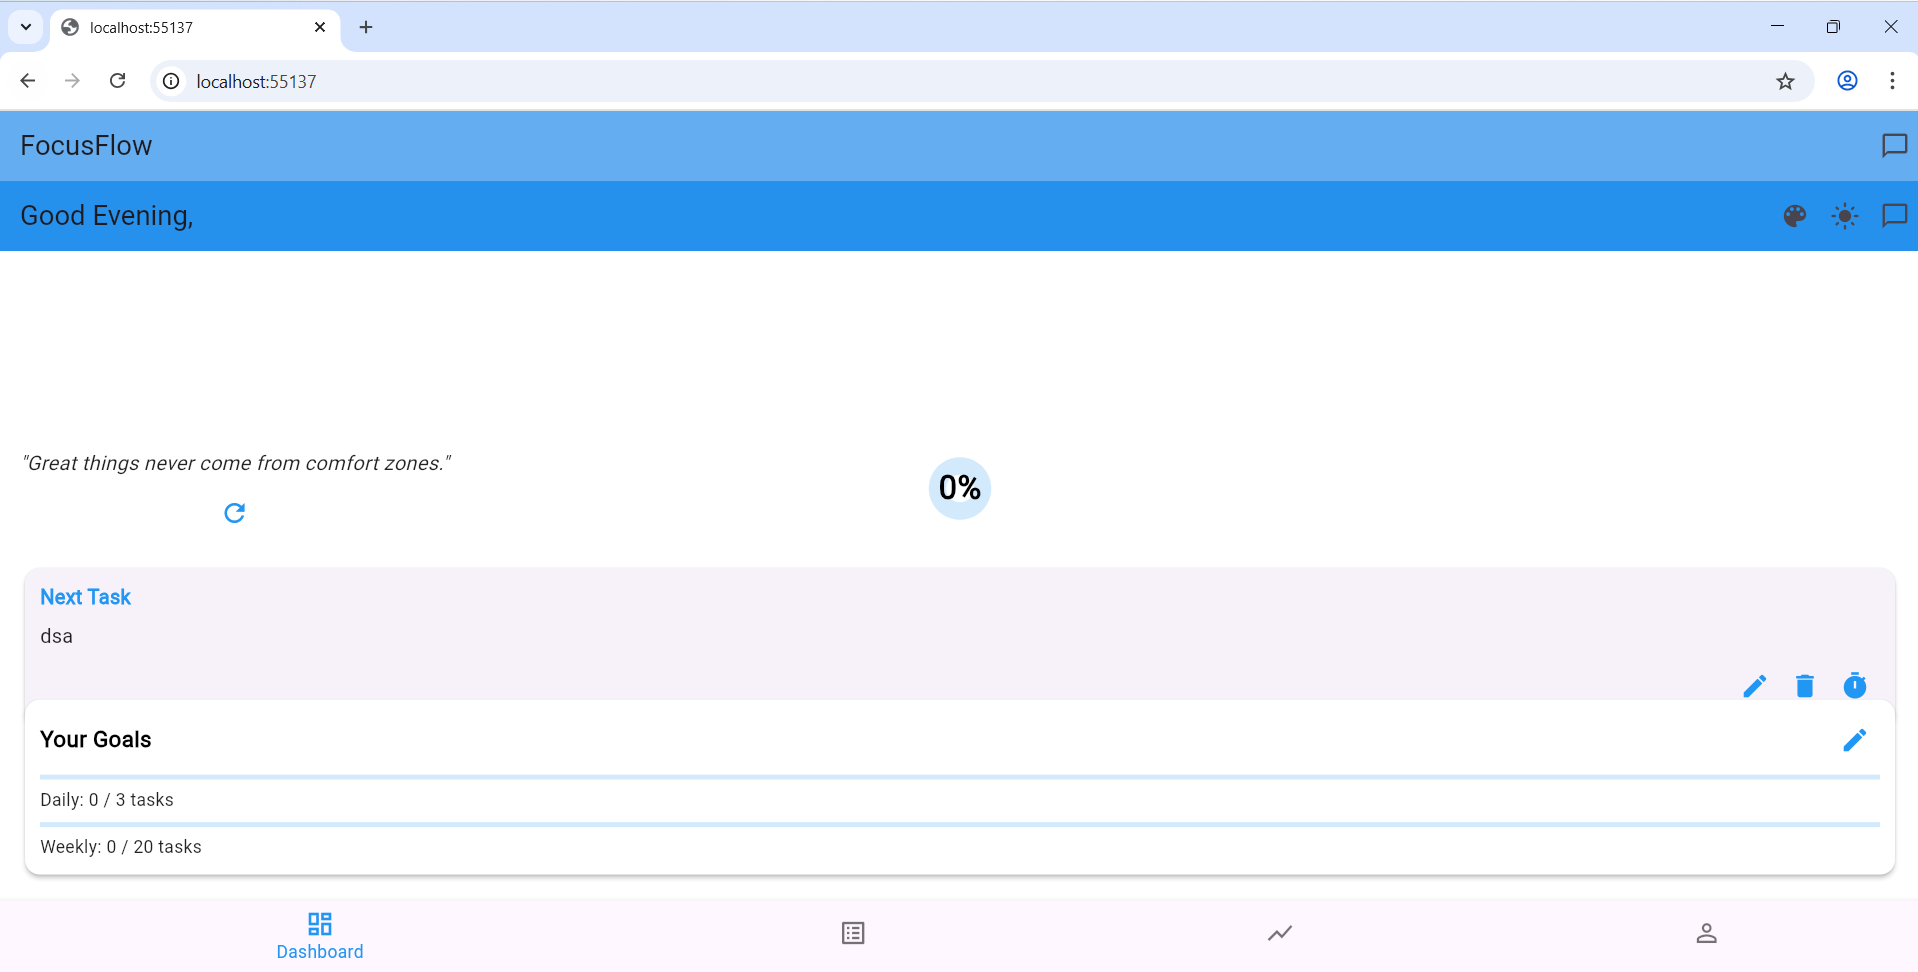 localhost:55137
localhost:55137
FocusFlow
Good Evening,
"Great things never come from comfort zones."
0%
Next Task
dsa
Your Goals
Daily: 0 / 3 tasks
Weekly: 0 / 20 tasks
Dashboard